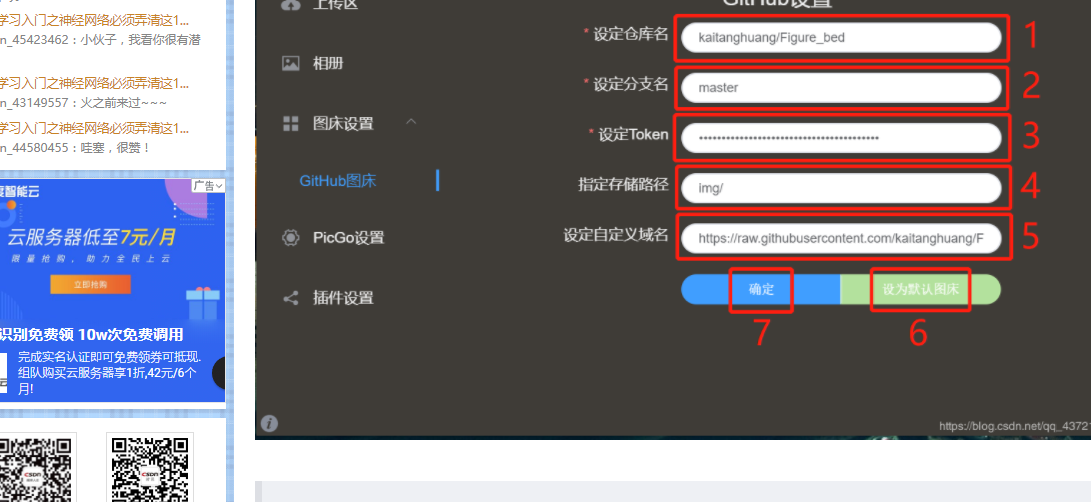 学习入门之神经网络必须弄清这1...
n_45423462：小伙子，我看你很有潜
学习入门之神经网络必须弄清这1...
n_43149557：火之前来过~~~
学习入门之神经网络必须弄清这1...
n_44580455：哇塞，很赞！
广告
度智能云
云服务器低至7元/月
限量抢购，助力全民上云
立即抢购
识别免费领 10w次免费调用
完成实名认证即可免费领券可抵现.
组队购买云服务器享1折,42元/6个
月!
CSDN
CSDN
上传区
相册
图床设置
GitHub图床
PicGo设置
插件设置
GitHub设置
* 设定仓库名 kaitanghuang/Figure_bed 1
* 设定分支名 master 2
* 设定Token •••••••••••••••••••••••••••••••••••••••• 3
指定存储路径 img/ 4
设定自定义域名 https://raw.githubusercontent.com/kaitanghuang/F 5
确定 设为默认图床
7 6
https://blog.csdn.net/qq_43721